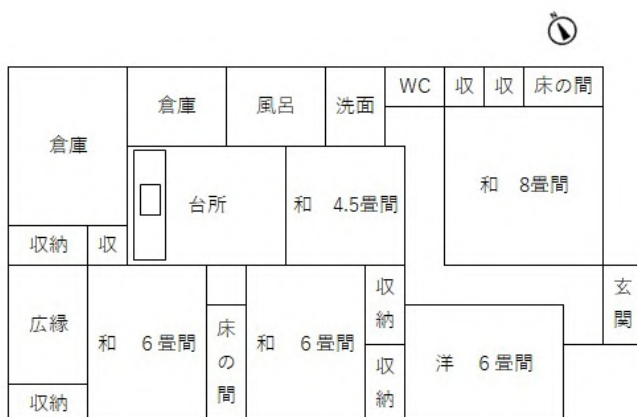 N
WC
収
収
床の間
倉庫
風呂
洗面
倉庫
和 8畳間
台所
和 4.5畳間
収納
収
玄関
収納
広縁
和 6畳間
床の間
和 6畳間
収納
洋 6畳間
収納